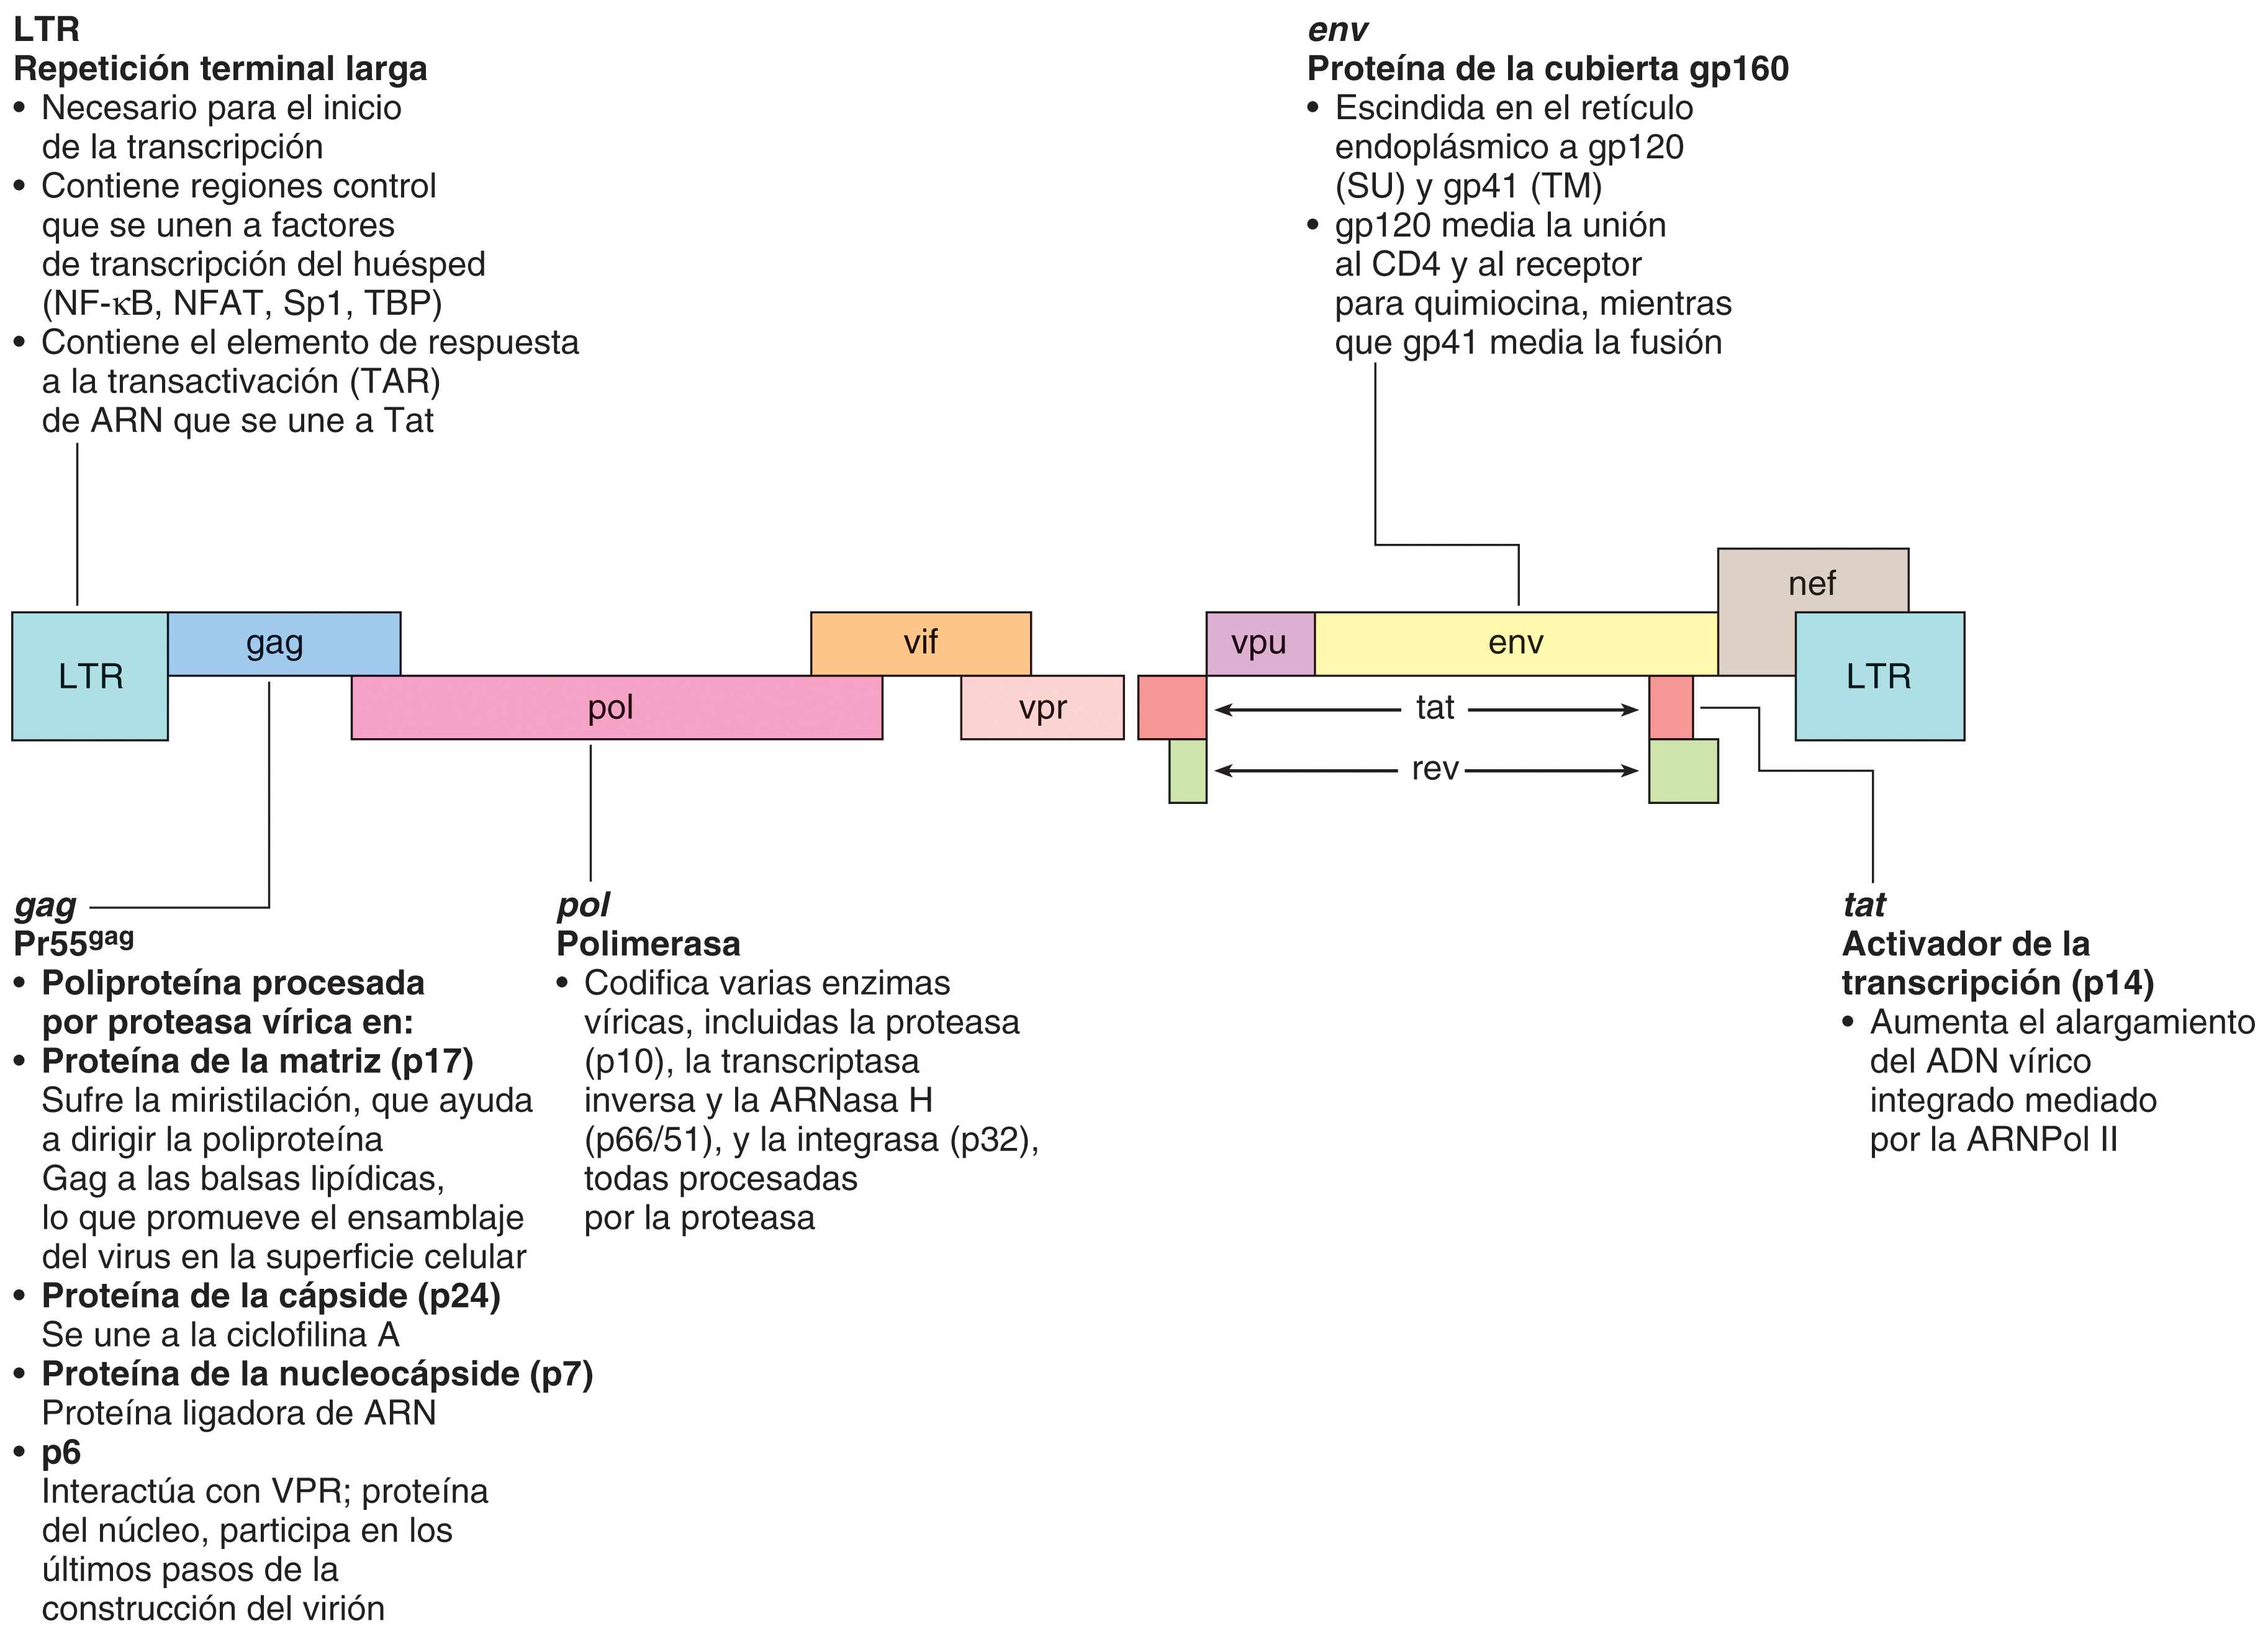 LTR
Repetición terminal larga
• Necesario para el inicio
de la transcripción
• Contiene regiones control
que se unen a factores
de transcripción del huésped
(NF-κB, NFAT, Sp1, TBP)
• Contiene el elemento de respuesta
a la transactivación (TAR)
de ARN que se une a Tat
env
Proteína de la cubierta gp160
• Escindida en el retículo
endoplásmico a gp120
(SU) y gp41 (TM)
• gp120 media la unión
al CD4 y al receptor
para quimiocina, mientras
que gp41 media la fusión
nef
LTR
gag
vif
vpu
env
LTR
pol
vpr
tat
rev
gag
Pr55gag
• Poliproteína procesada
por proteasa vírica en:
• Proteína de la matriz (p17)
Sufre la miristilación, que ayuda
a dirigir la poliproteína
Gag a las balsas lipídicas,
lo que promueve el ensamblaje
del virus en la superficie celular
• Proteína de la cápside (p24)
Se une a la ciclofilina A
• Proteína de la nucleocápside (p7)
Proteína ligadora de ARN
• p6
Interactúa con VPR; proteína
del núcleo, participa en los
últimos pasos de la
construcción del virión
pol
Polimerasa
• Codifica varias enzimas
víricas, incluidas la proteasa
(p10), la transcriptasa
inversa y la ARNasa H
(p66/51), y la integrasa (p32),
todas procesadas
por la proteasa
tat
Activador de la
transcripción (p14)
• Aumenta el alargamiento
del ADN vírico
integrado mediado
por la ARNPol II